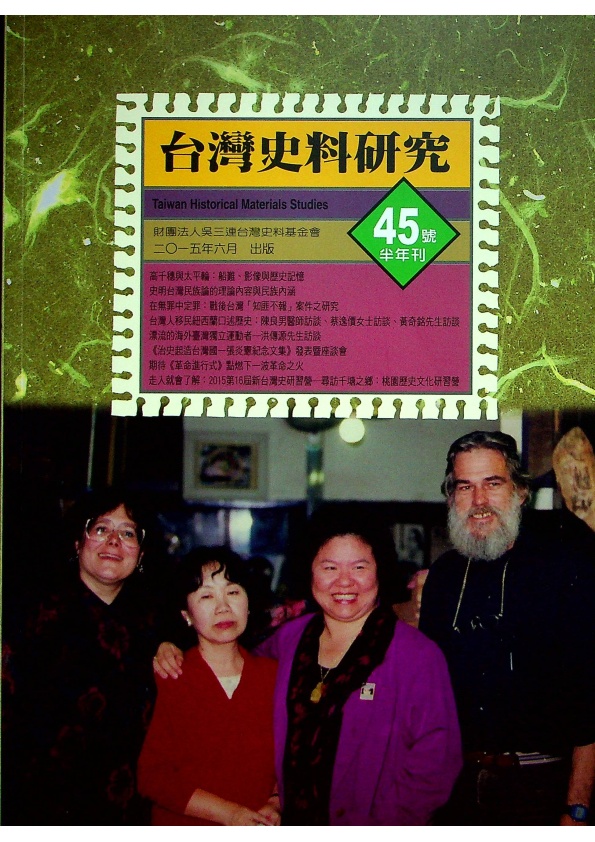 台灣史料研究
Taiwan Historical Materials Studies
45號
半年刊
財團法人吳三連台灣史料基金會
二〇一五年六月 出版
高千穗與太平輪：船難、影像與歷史記憶
史明台灣民族論的理論內容與民族內涵
在無罪中定罪：戰後台灣「知匪不報」案件之研究
台灣人移民紐西蘭口述歷史：陳良男醫師訪談、蔡逸儒女士訪談、黃奇銘先生訪談
漂流的海外臺灣獨立運動者—洪傳源先生訪談
《治史起造台灣國—張炎憲紀念文集》發表暨座談會
期待《革命進行式》點燃下一波革命之火
走入就會了解：2015第16屆新台灣史研習營—尋訪千塘之鄉：桃園歷史文化研習營